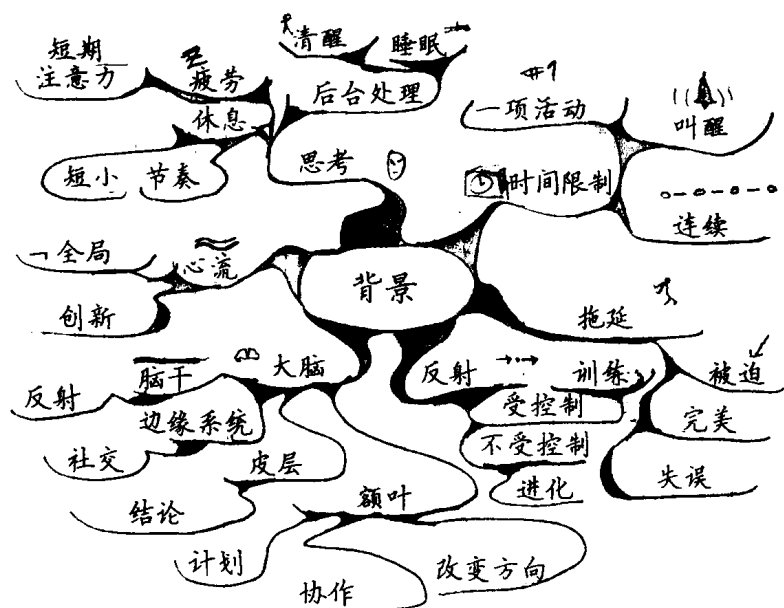 短期
注意力
疲劳
清醒
睡眠
后台处理
休息
短小
节奏
思考
#1
一项活动
叫醒
时间限制
连续
全局
心流
创新
背景
拖延
反射
脑干
大脑
反射
训练
被迫
边缘系统
受控制
完美
社交
皮层
不受控制
失误
结论
额叶
进化
计划
协作
改变方向